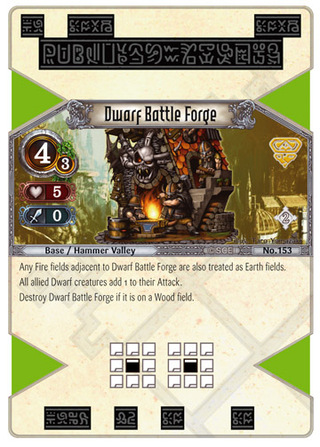 Dwarf Battle Forge
4
3
5
0
2
Base / Hammer Valley
No.153
Any Fire fields adjacent to Dwarf Battle Forge are also treated as Earth fields.
All allied Dwarf creatures add 1 to their Attack.
Destroy Dwarf Battle Forge if it is on a Wood field.